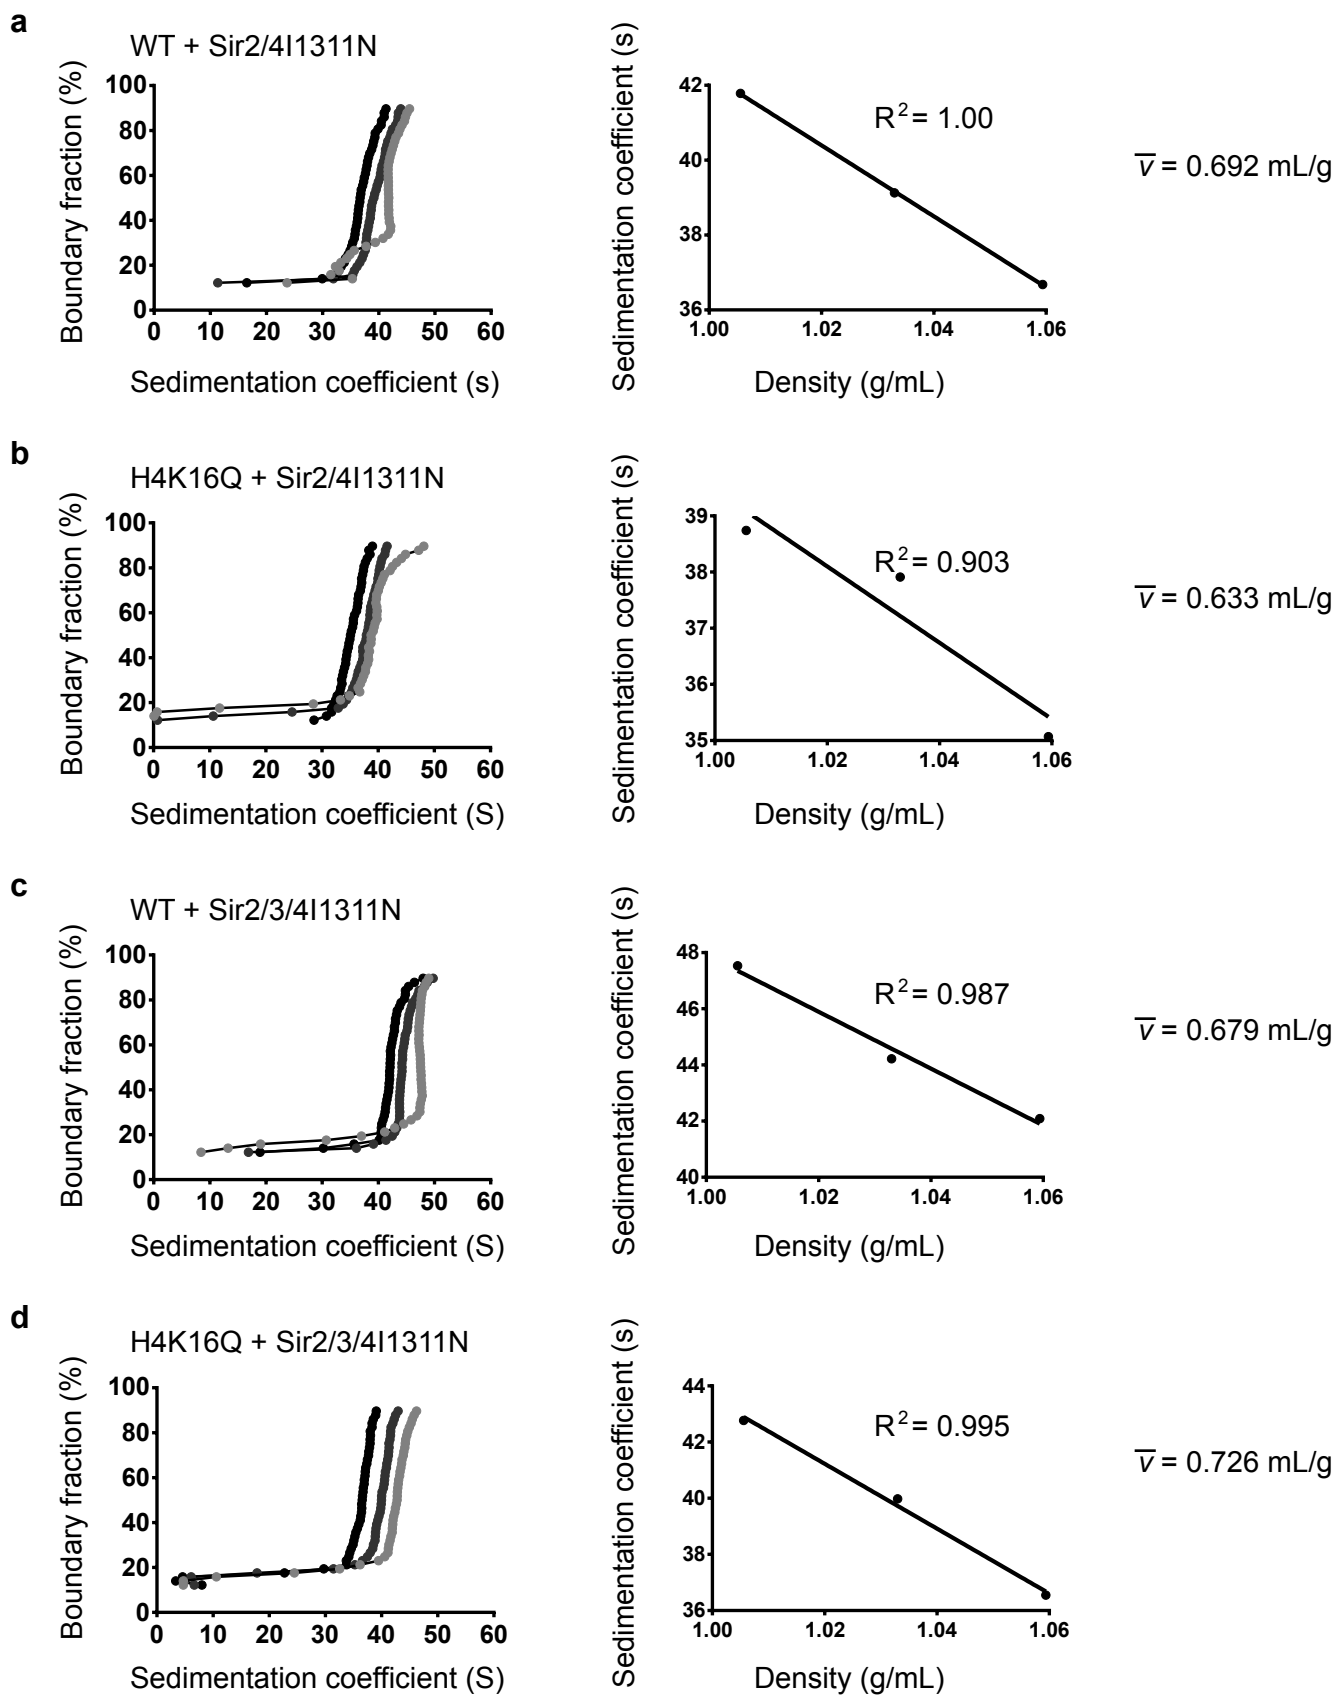 a
WT + Sir2/4I1311N
Boundary fraction (%)
100
80
60
40
20
0
0 10 20 30 40 50 60
Sedimentation coefficient (s)
Sedimentation coefficient (s)
42
40
38
36
R2 = 1.00
1.00 1.02 1.04 1.06
Density (g/mL)
v̅ = 0.692 mL/g
b
H4K16Q + Sir2/4I1311N
Boundary fraction (%)
100
80
60
40
20
0
0 10 20 30 40 50 60
Sedimentation coefficient (S)
Sedimentation coefficient (s)
39
38
37
36
35
R2 = 0.903
1.00 1.02 1.04 1.06
Density (g/mL)
v̅ = 0.633 mL/g
c
WT + Sir2/3/4I1311N
Boundary fraction (%)
100
80
60
40
20
0
0 10 20 30 40 50 60
Sedimentation coefficient (S)
Sedimentation coefficient (s)
48
46
44
42
40
R2 = 0.987
1.00 1.02 1.04 1.06
Density (g/mL)
v̅ = 0.679 mL/g
d
H4K16Q + Sir2/3/4I1311N
Boundary fraction (%)
100
80
60
40
20
0
0 10 20 30 40 50 60
Sedimentation coefficient (S)
Sedimentation coefficient (s)
44
42
40
38
36
R2 = 0.995
1.00 1.02 1.04 1.06
Density (g/mL)
v̅ = 0.726 mL/g